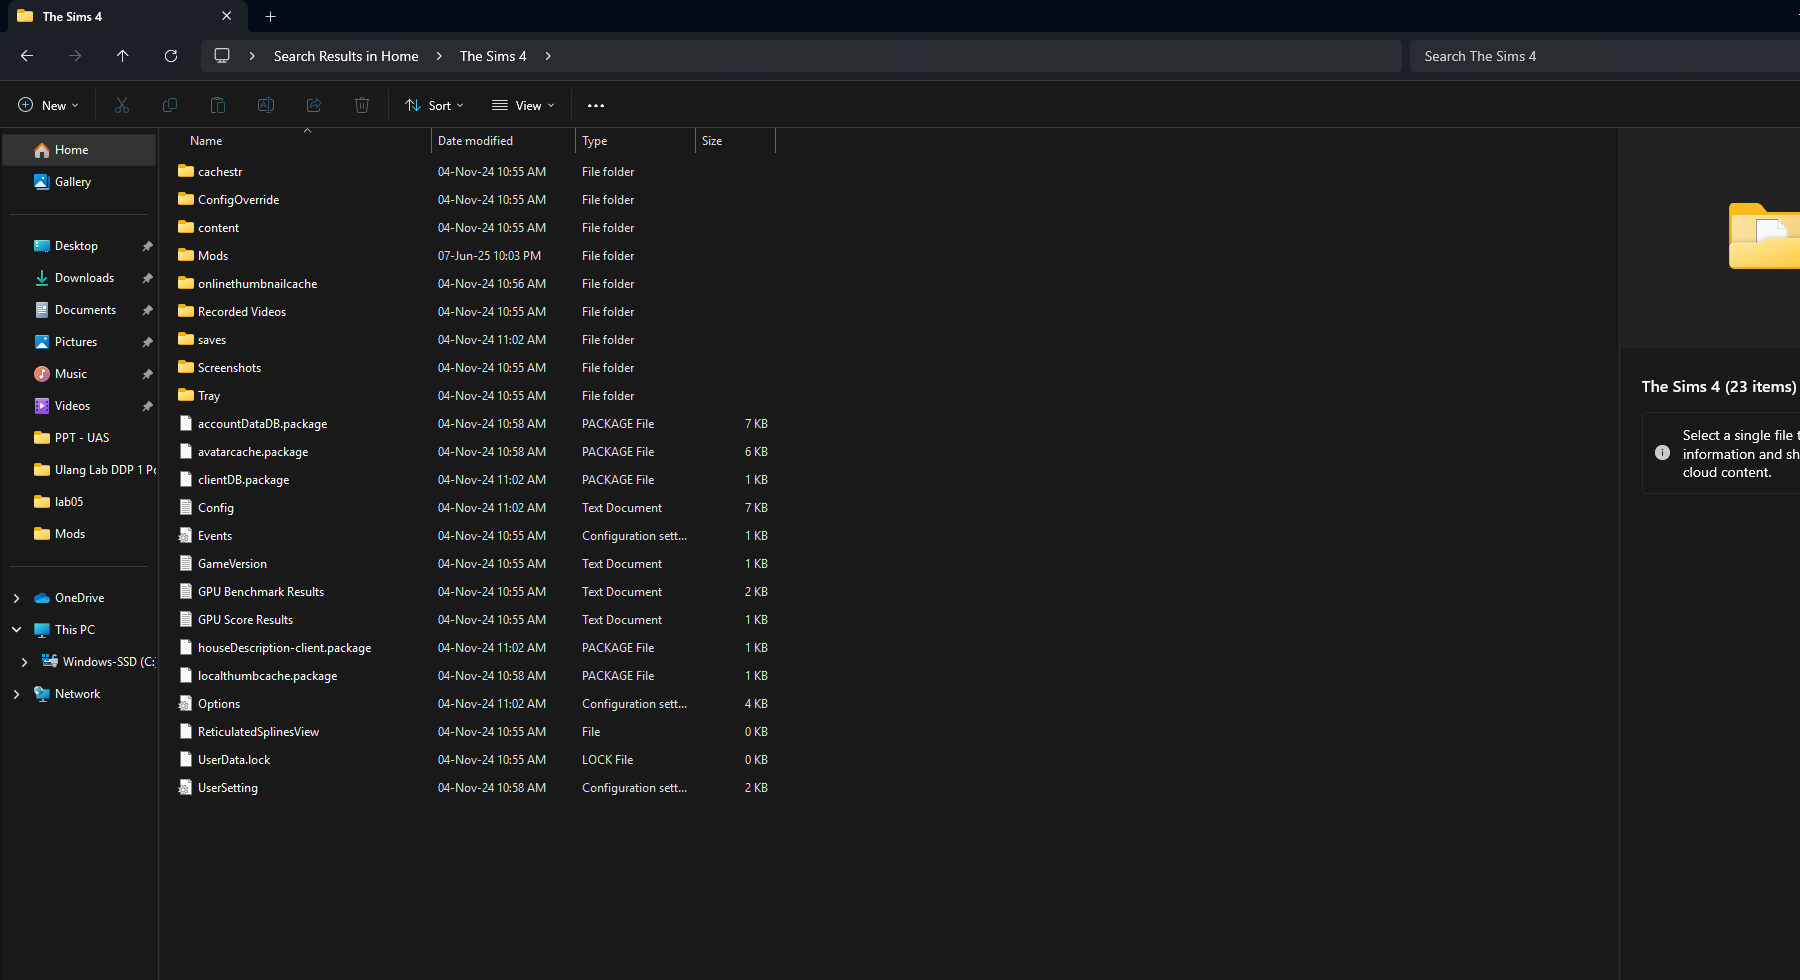 The Sims 4
Search Results in Home
The Sims 4
Search The Sims 4
New
Sort
View
Home
Gallery
Desktop
Downloads
Documents
Pictures
Music
Videos
PPT - UAS
Ulang Lab DDP 1 Po
lab05
Mods
OneDrive
This PC
Windows-SSD (C:)
Network
Name Date modified Type Size
cachestr 04-Nov-24 10:55 AM File folder
ConfigOverride 04-Nov-24 10:55 AM File folder
content 04-Nov-24 10:55 AM File folder
Mods 07-Jun-25 10:03 PM File folder
onlinethumbnailcache 04-Nov-24 10:56 AM File folder
Recorded Videos 04-Nov-24 10:55 AM File folder
saves 04-Nov-24 11:02 AM File folder
Screenshots 04-Nov-24 10:55 AM File folder
Tray 04-Nov-24 10:55 AM File folder
accountDataDB.package 04-Nov-24 10:58 AM PACKAGE File 7 KB
avatarcache.package 04-Nov-24 10:58 AM PACKAGE File 6 KB
clientDB.package 04-Nov-24 11:02 AM PACKAGE File 1 KB
Config 04-Nov-24 11:02 AM Text Document 7 KB
Events 04-Nov-24 10:55 AM Configuration sett... 1 KB
GameVersion 04-Nov-24 10:55 AM Text Document 1 KB
GPU Benchmark Results 04-Nov-24 10:55 AM Text Document 2 KB
GPU Score Results 04-Nov-24 10:55 AM Text Document 1 KB
houseDescription-client.package 04-Nov-24 11:02 AM PACKAGE File 1 KB
localthumbcache.package 04-Nov-24 10:58 AM PACKAGE File 1 KB
Options 04-Nov-24 11:02 AM Configuration sett... 4 KB
ReticulatedSplinesView 04-Nov-24 10:55 AM File 0 KB
UserData.lock 04-Nov-24 10:55 AM LOCK File 0 KB
UserSetting 04-Nov-24 10:58 AM Configuration sett... 2 KB
The Sims 4 (23 items)
Select a single file t
information and sh
cloud content.